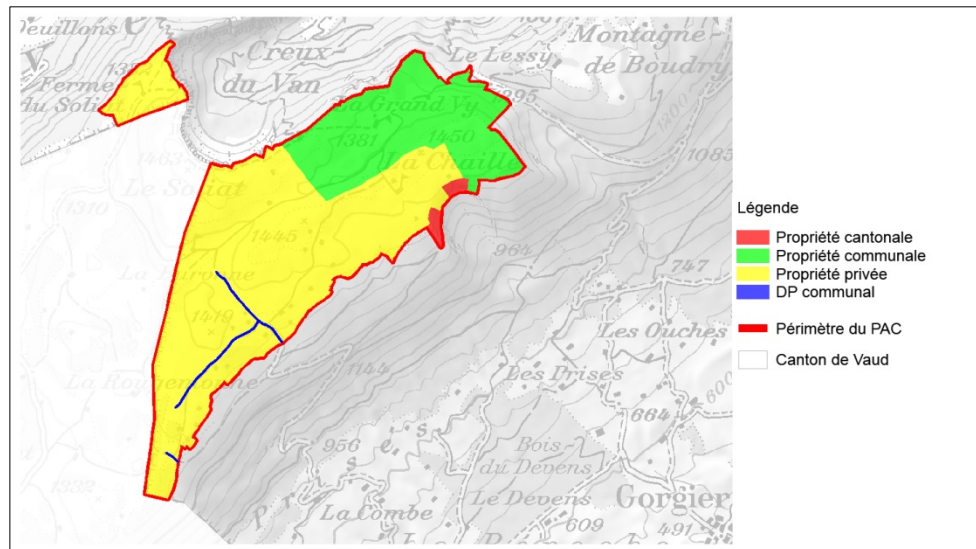 Creux
du Van
Ferme
du Soliat
Le Lessy
Montagne
de Boudry
La Grand Vy
1381
1450
La Chaille
1463
Le Soliat
1310
1445
1419
1200
1085
964
747
Les Ouches
Les Prises
1144
664
600
956
Bois
du Devens
Le Devens
Gorgier
La Combe
609
491
1332
Légende
Propriété cantonale
Propriété communale
Propriété privée
DP communal
Périmètre du PAC
Canton de Vaud